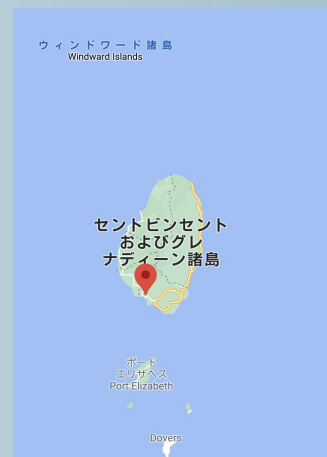 ウィンドワード諸島
Windward Islands
セントビンセント
およびグレ
ナディーン諸島
ポート
エリザベス
Port Elizabeth
Dovers